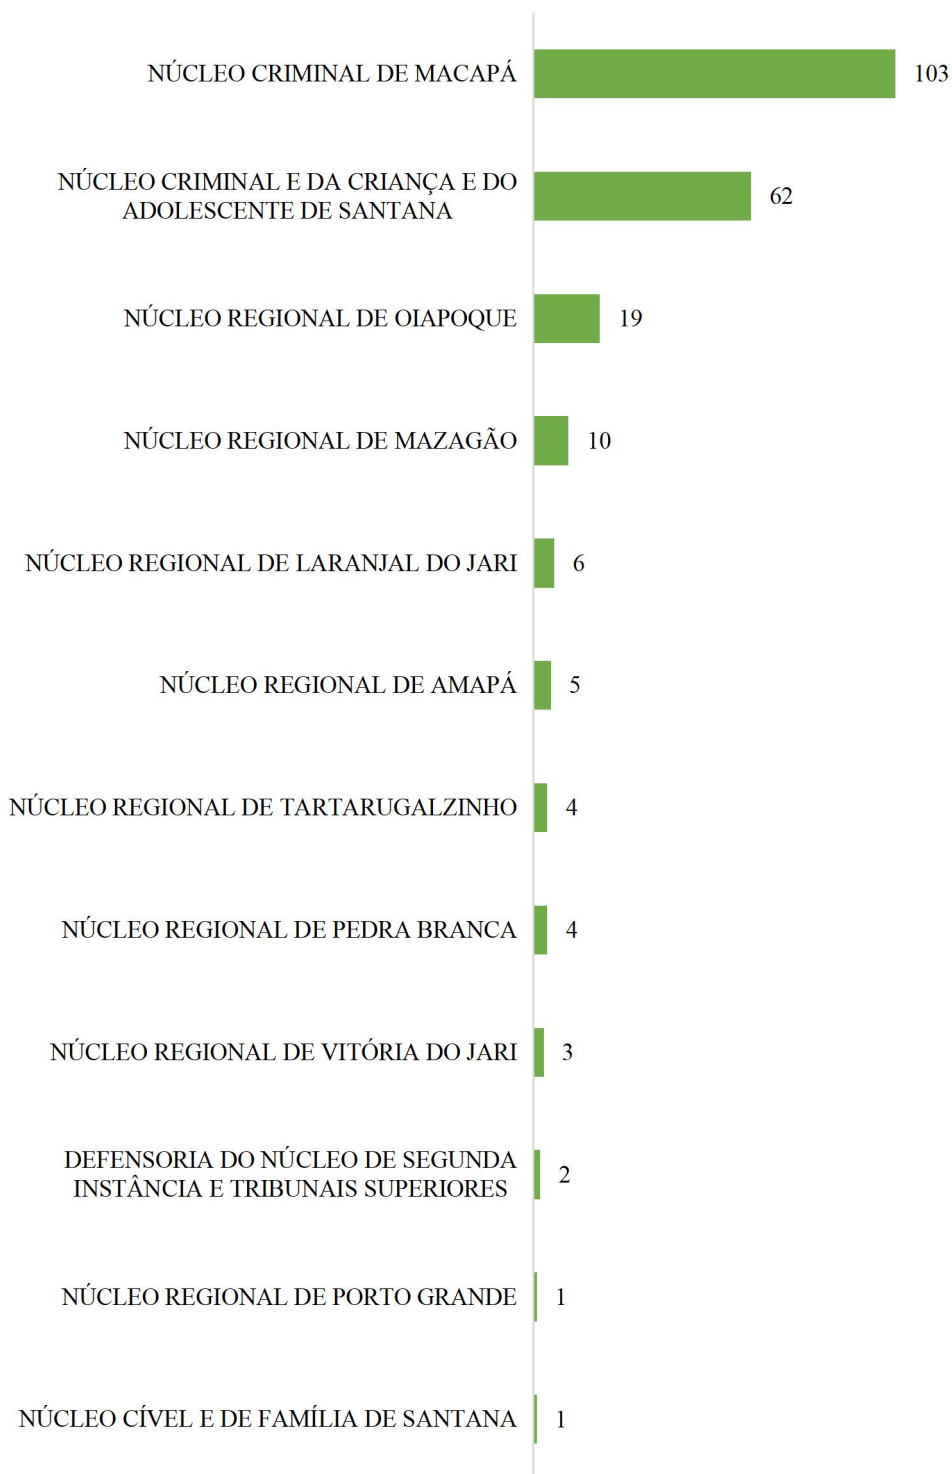 NÚCLEO CRIMINAL DE MACAPÁ 103
NÚCLEO CRIMINAL E DA CRIANÇA E DO
ADOLESCENTE DE SANTANA 62
NÚCLEO REGIONAL DE OIAPOQUE 19
NÚCLEO REGIONAL DE MAZAGÃO 10
NÚCLEO REGIONAL DE LARANJAL DO JARI 6
NÚCLEO REGIONAL DE AMAPÁ 5
NÚCLEO REGIONAL DE TARTARUGALZINHO 4
NÚCLEO REGIONAL DE PEDRA BRANCA 4
NÚCLEO REGIONAL DE VITÓRIA DO JARI 3
DEFENSORIA DO NÚCLEO DE SEGUNDA
INSTÂNCIA E TRIBUNAIS SUPERIORES 2
NÚCLEO REGIONAL DE PORTO GRANDE 1
NÚCLEO CÍVEL E DE FAMÍLIA DE SANTANA 1